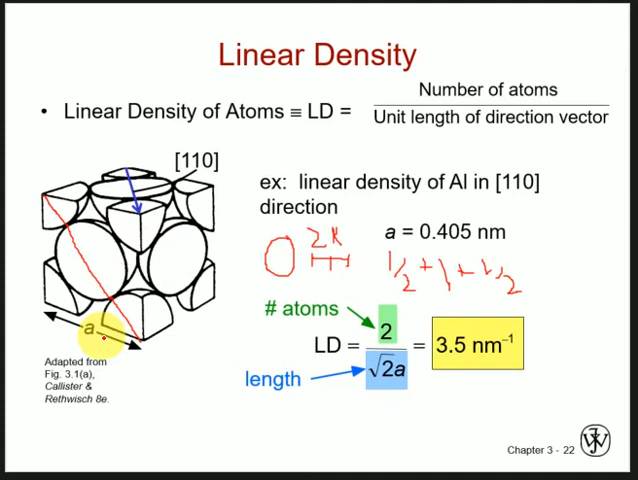 Linear Density
• Linear Density of Atoms ≡ LD =
Number of atoms
Unit length of direction vector
[110]
ex: linear density of Al in [110]
direction
a = 0.405 nm
2R
1/2 + 1 + 1/2
# atoms
LD = 2 / √2a = 3.5 nm⁻¹
length
a
Adapted from
Fig. 3.1(a),
Callister &
Rethwisch 8e.
Chapter 3 - 22